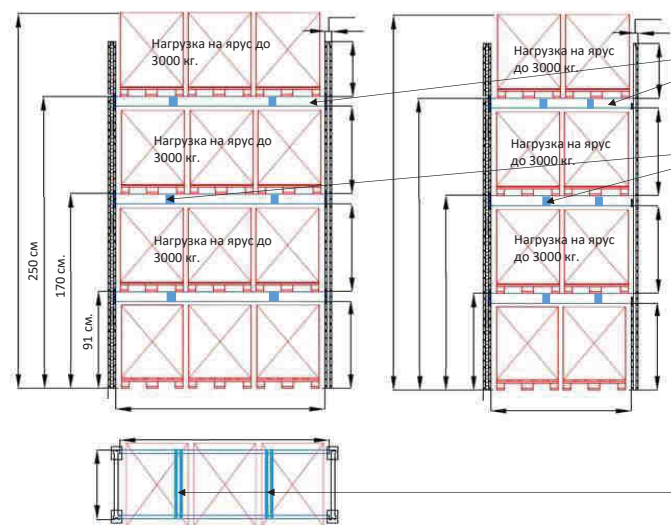 Нагрузка на ярус до
3000 кг.
Нагрузка на ярус до
3000 кг.
Нагрузка на ярус до
3000 кг.
250 см
170 см.
91 см.
Нагрузка на ярус
до 3000 кг.
Нагрузка на ярус
до 3000 кг.
Нагрузка на ярус
до 3000 кг.